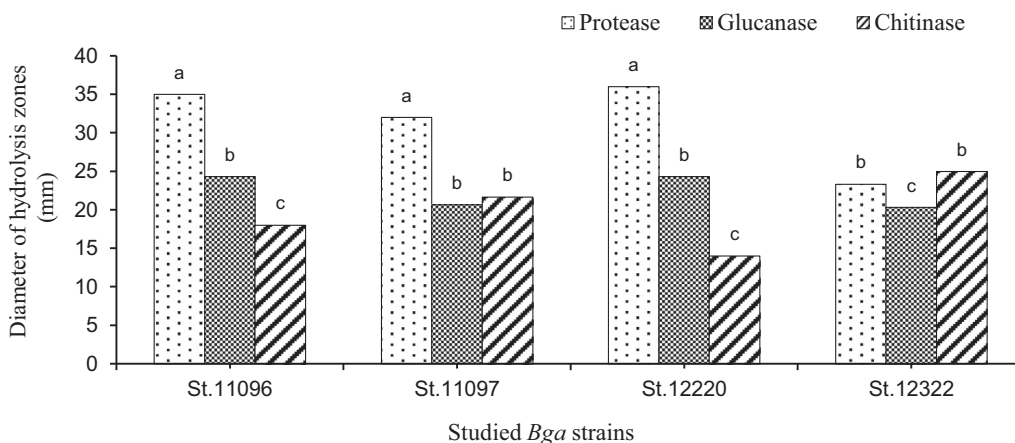 Protease Glucanase Chitinase
Diameter of hydrolysis zones
(mm)
40
35
30
25
20
15
10
5
0
a b c
a b b
a b c
b c b
St.11096 St.11097 St.12220 St.12322
Studied Bga strains